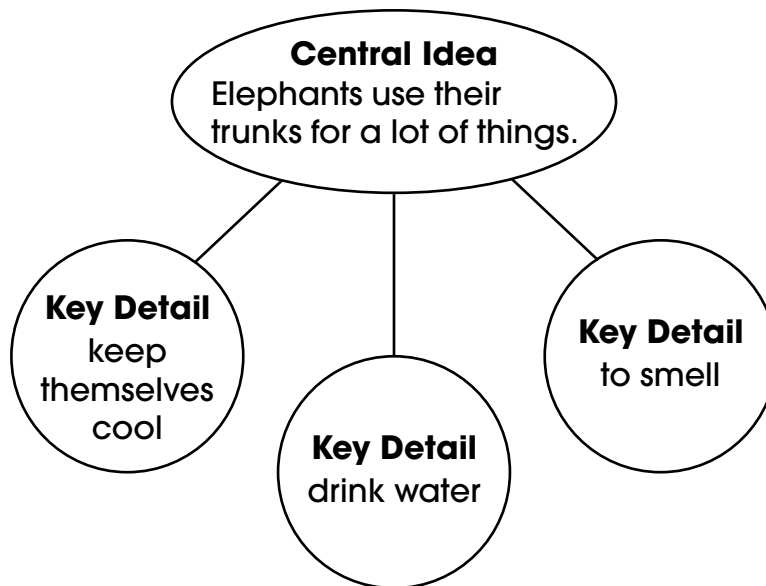 Central Idea
Elephants use their
trunks for a lot of things.
Key Detail
keep
themselves
cool
Key Detail
drink water
Key Detail
to smell